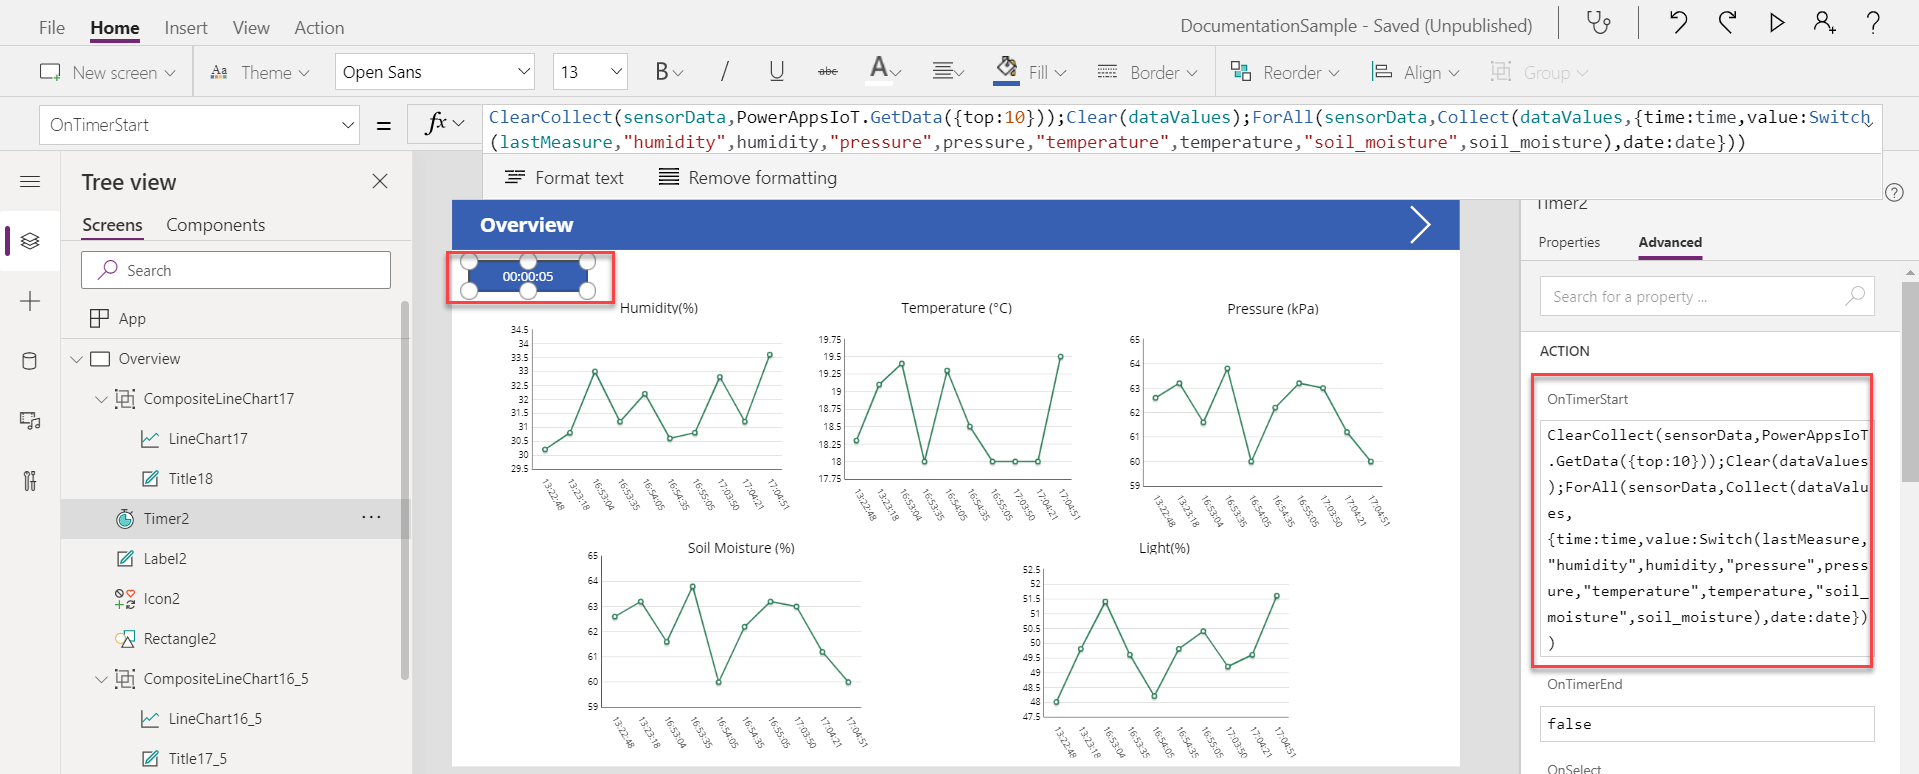 File Home Insert View Action
DocumentationSample - Saved (Unpublished)
New screen Theme Open Sans 13 B / U abc A Fill Border Reorder Align Group
OnTimerStart = fx
ClearCollect(sensorData,PowerAppsIoT.GetData({top:10}));Clear(dataValues);ForAll(sensorData,Collect(dataValues,{time:time,value:Switch
(lastMeasure,"humidity",humidity,"pressure",pressure,"temperature",temperature,"soil_moisture",soil_moisture),date:date}))
Format text Remove formatting
Tree view
Screens Components
Search
App
Overview
CompositeLineChart17
LineChart17
Title18
Timer2 ...
Label2
Icon2
Rectangle2
CompositeLineChart16_5
LineChart16_5
Title17_5
Overview
00:00:05
Humidity(%)
34.5
34
33.5
33
32.5
32
31.5
31
30.5
30
29.5
13:22:48 13:23:18 16:53:04 16:53:35 16:54:05 16:54:35 16:55:05 17:03:50 17:04:21 17:04:51
Temperature (°C)
19.75
19.5
19.25
19
18.75
18.5
18.25
18
17.75
13:22:48 13:23:18 16:53:04 16:53:35 16:54:05 16:54:35 16:55:05 17:03:50 17:04:21 17:04:51
Pressure (kPa)
65
64
63
62
61
60
59
13:22:48 13:23:18 16:53:04 16:53:35 16:54:05 16:54:35 16:55:05 17:03:50 17:04:21 17:04:51
Soil Moisture (%)
65
64
63
62
61
60
59
13:22:48 13:23:18 16:53:04 16:53:35 16:54:05 16:54:35 16:55:05 17:03:50 17:04:21 17:04:51
Light(%)
52.5
52
51.5
51
50.5
50
49.5
49
48.5
48
47.5
13:22:48 13:23:18 16:53:04 16:53:35 16:54:05 16:54:35 16:55:05 17:03:50 17:04:21 17:04:51
Timer2
Properties Advanced
Search for a property ...
ACTION
OnTimerStart
ClearCollect(sensorData,PowerAppsIoT
.GetData({top:10}));Clear(dataValues
);ForAll(sensorData,Collect(dataValu
es,
{time:time,value:Switch(lastMeasure,
"humidity",humidity,"pressure",press
ure,"temperature",temperature,"soil_
moisture",soil_moisture),date:date})
)
OnTimerEnd
false
OnSelect